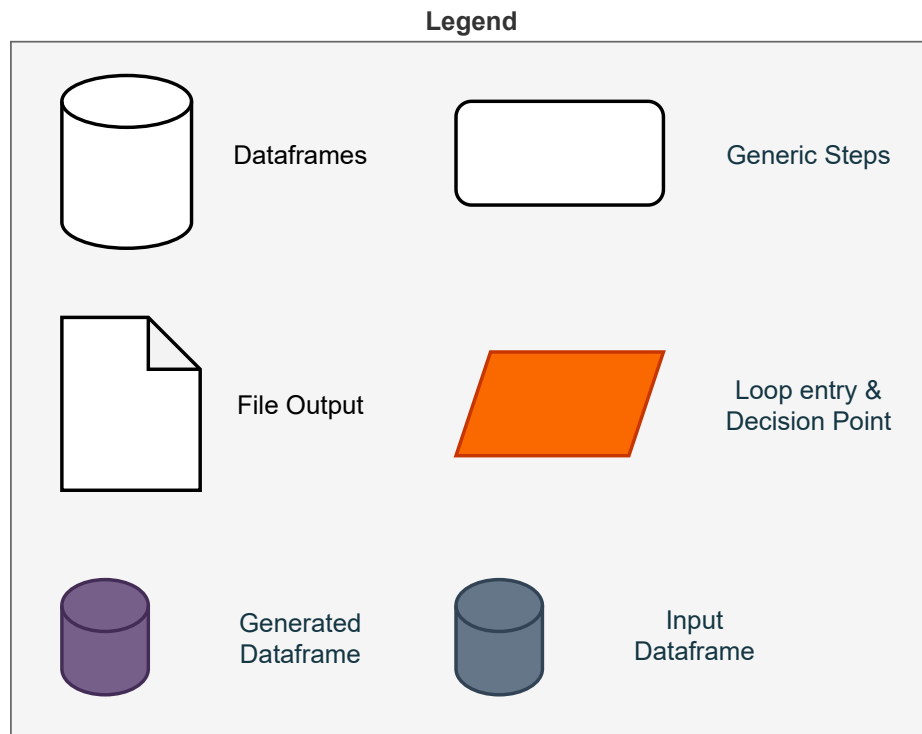 Legend
Dataframes
Generic Steps
File Output
Loop entry &
Decision Point
Generated
Dataframe
Input
Dataframe